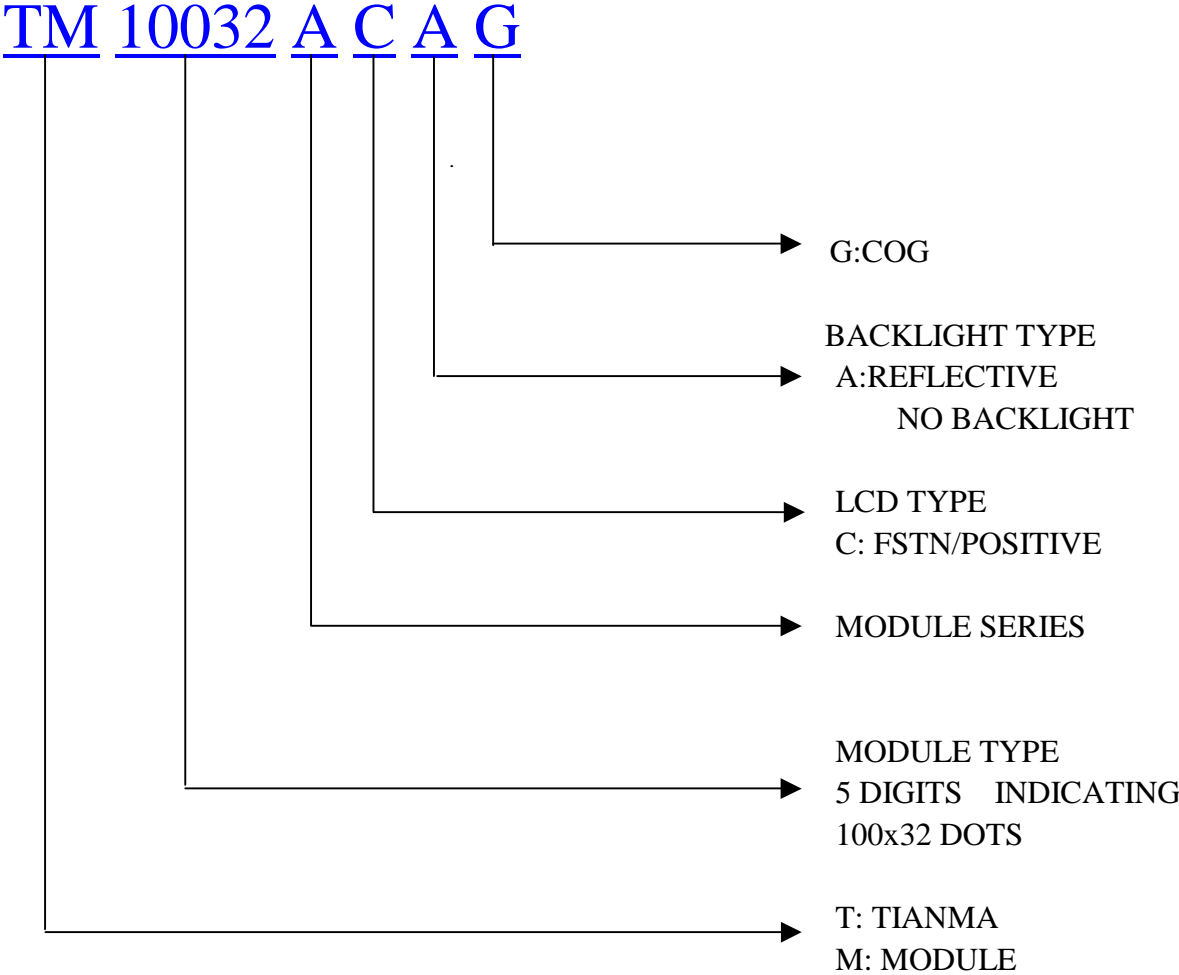 TM 10032 A C A G
G:COG
BACKLIGHT TYPE
A:REFLECTIVE
NO BACKLIGHT
LCD TYPE
C: FSTN/POSITIVE
MODULE SERIES
MODULE TYPE
5 DIGITS INDICATING
100x32 DOTS
T: TIANMA
M: MODULE